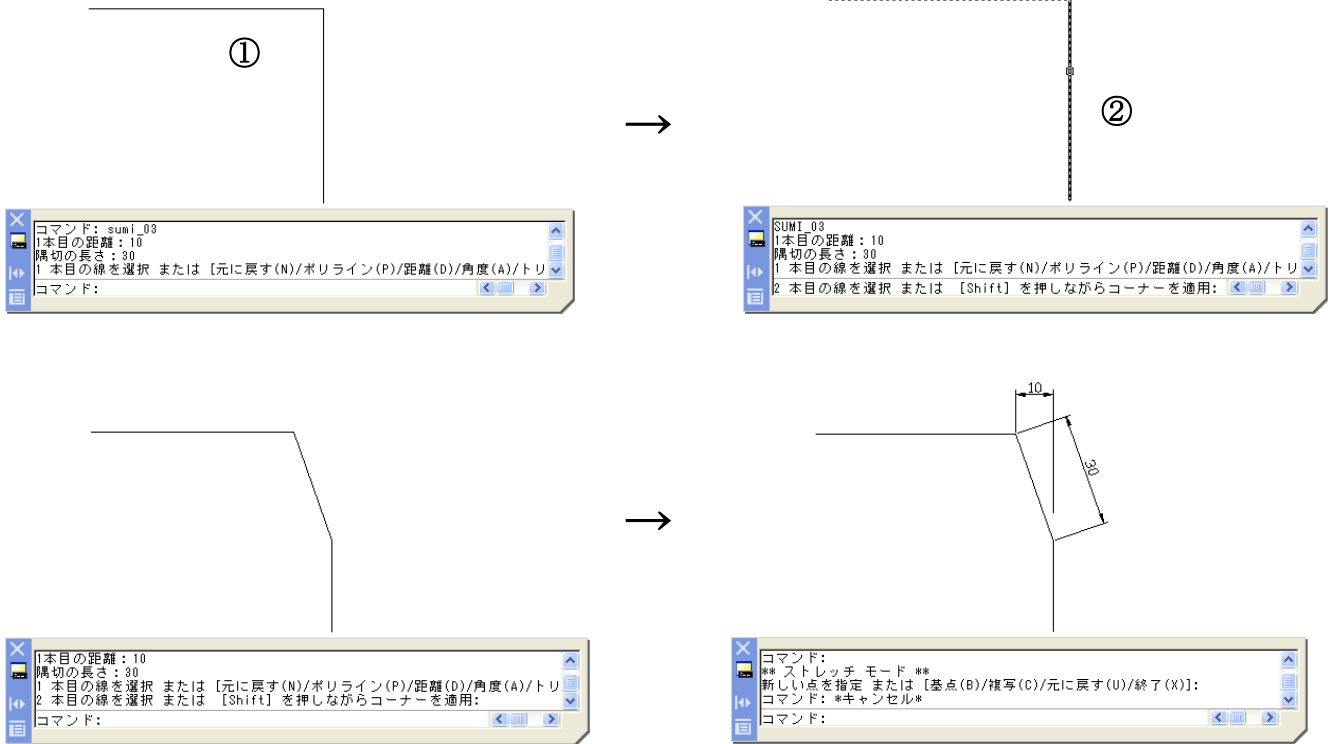 ①
→
②
コマンド: sumi_03
1本目の距離：10
隅切の長さ：30
1 本目の線を選択 または [元に戻す(N)/ポリライン(P)/距離(D)/角度(A)/トリ
コマンド:
SUMI_03
1本目の距離：10
隅切の長さ：30
1 本目の線を選択 または [元に戻す(N)/ポリライン(P)/距離(D)/角度(A)/トリ
2 本目の線を選択 または [Shift] を押しながらコーナーを適用:
10
30
→
1本目の距離：10
隅切の長さ：30
1 本目の線を選択 または [元に戻す(N)/ポリライン(P)/距離(D)/角度(A)/トリ
2 本目の線を選択 または [Shift] を押しながらコーナーを適用:
コマンド:
コマンド:
** ストレッチ モード **
新しい点を指定 または [基点(B)/複写(C)/元に戻す(U)/終了(X)]:
コマンド: *キャンセル*
コマンド: